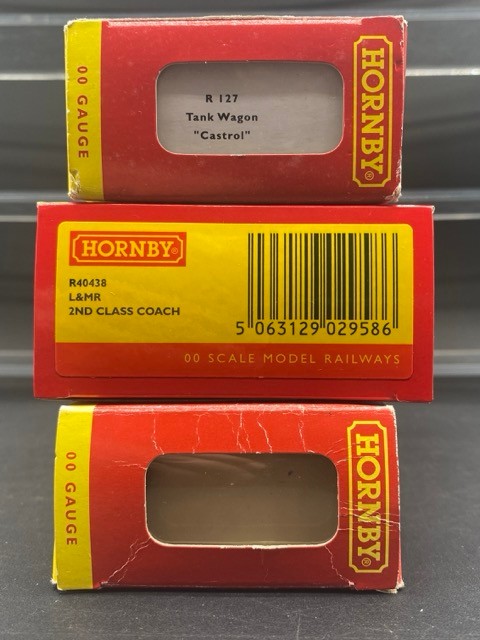 00 GAUGE
R 127
Tank Wagon
"Castrol"
HORNBY®
HORNBY®
R40438
L&MR
2ND CLASS COACH
5 063129 029586
00 SCALE MODEL RAILWAYS
00 GAUGE
HORNBY®